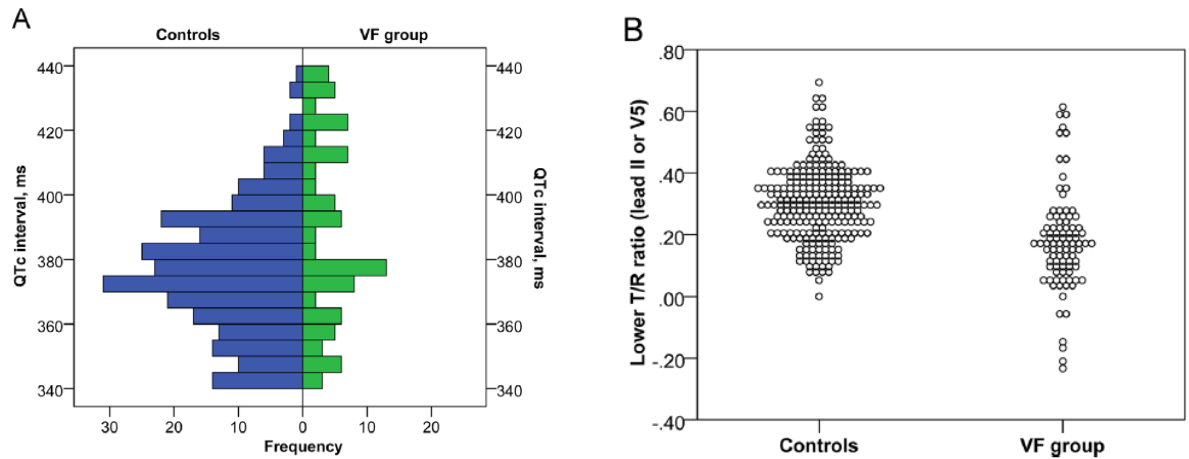 A
Controls
VF group
440
420
400
380
360
340
QTc interval, ms
440
420
400
380
360
340
QTc interval, ms
30
20
10
0
10
20
Frequency
B
.80
.60
.40
.20
.00
-.20
-.40
Lower T/R ratio (lead II or V5)
Controls
VF group